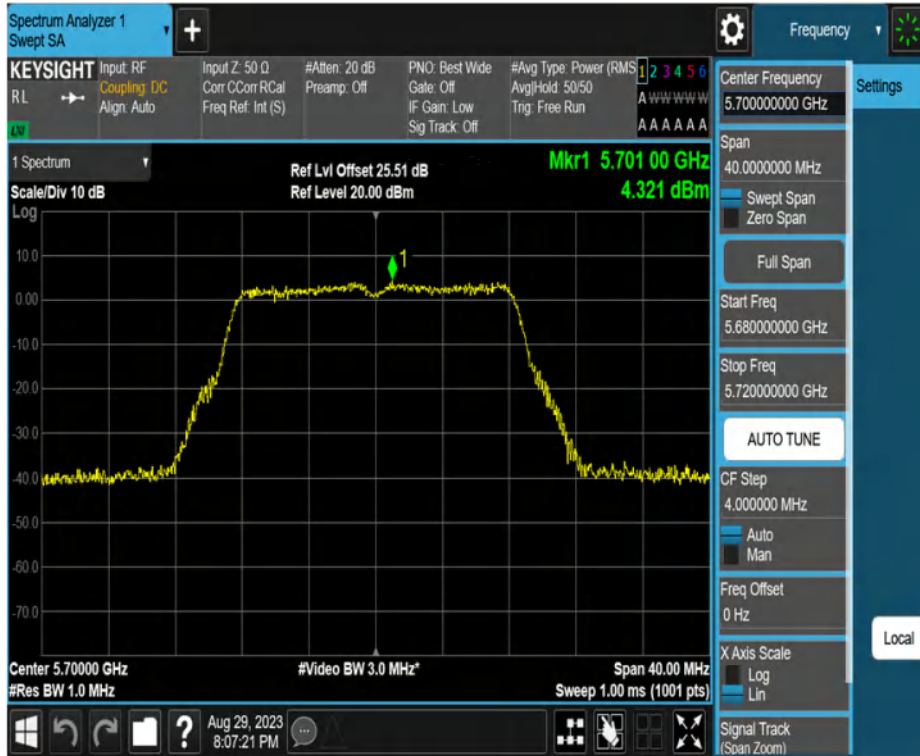 Spectrum Analyzer 1
Swept SA
+
Frequency
KEYSIGHT
RL
LXI
Input: RF
Coupling: DC
Align: Auto
Input Z: 50 Ω
Corr CCorr RCal
Freq Ref: Int (S)
#Atten: 20 dB
Preamp: Off
PNO: Best Wide
Gate: Off
IF Gain: Low
Sig Track: Off
#Avg Type: Power (RMS
Avg|Hold: 50/50
Trig: Free Run
1 2 3 4 5 6
A W W W W W
A A A A A A
1 Spectrum
Scale/Div 10 dB
Ref Lvl Offset 25.51 dB
Ref Level 20.00 dBm
Mkr1 5.701 00 GHz
4.321 dBm
Log
10.0
0.00
-10.0
-20.0
-30.0
-40.0
-50.0
-60.0
-70.0
1
Center 5.70000 GHz
#Res BW 1.0 MHz
#Video BW 3.0 MHz*
Span 40.00 MHz
Sweep 1.00 ms (1001 pts)
?
Aug 29, 2023
8:07:21 PM
Center Frequency
5.700000000 GHz
Span
40.0000000 MHz
Swept Span
Zero Span
Full Span
Start Freq
5.680000000 GHz
Stop Freq
5.720000000 GHz
AUTO TUNE
CF Step
4.000000 MHz
Auto
Man
Freq Offset
0 Hz
X Axis Scale
Log
Lin
Signal Track
(Span Zoom)
Settings
Local